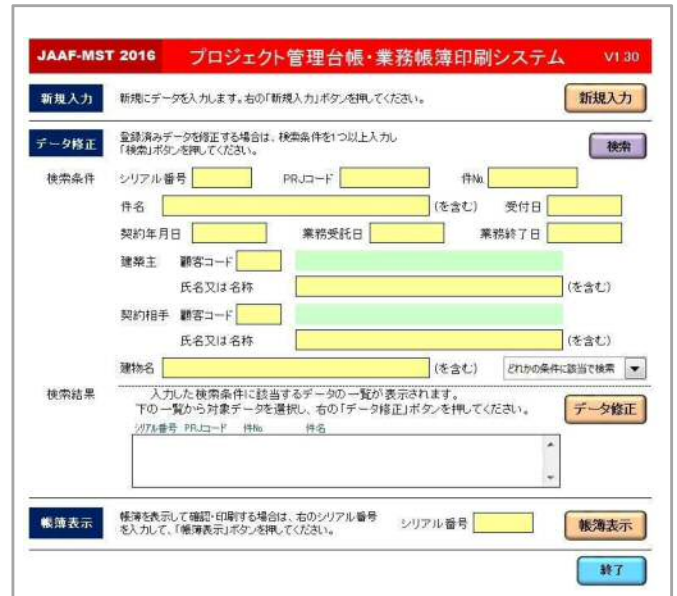 JAAF-MST 2016 プロジェクト管理台帳・業務帳簿印刷システム V1.30
新規入力 新規にデータを入力します。右の「新規入力」ボタンを押してください。 新規入力
データ修正 登録済みデータを修正する場合は、検索条件を1つ以上入力し
「検索」ボタンを押してください。 検索
検索条件 シリアル番号 PRJコード 件No.
件名 (を含む) 受付日
契約年月日 業務受託日 業務終了日
建築主 顧客コード
氏名又は名称 (を含む)
契約相手 顧客コード
氏名又は名称 (を含む)
建物名 (を含む) どれかの条件に該当で検索
検索結果 入力した検索条件に該当するデータの一覧が表示されます。
下の一覧から対象データを選択し、右の「データ修正」ボタンを押してください。 データ修正
シリアル番号 PRJコード 件No. 件名
帳簿表示 帳簿を表示して確認・印刷する場合は、右のシリアル番号
を入力して、「帳簿表示」ボタンを押してください。 シリアル番号 帳簿表示
終了